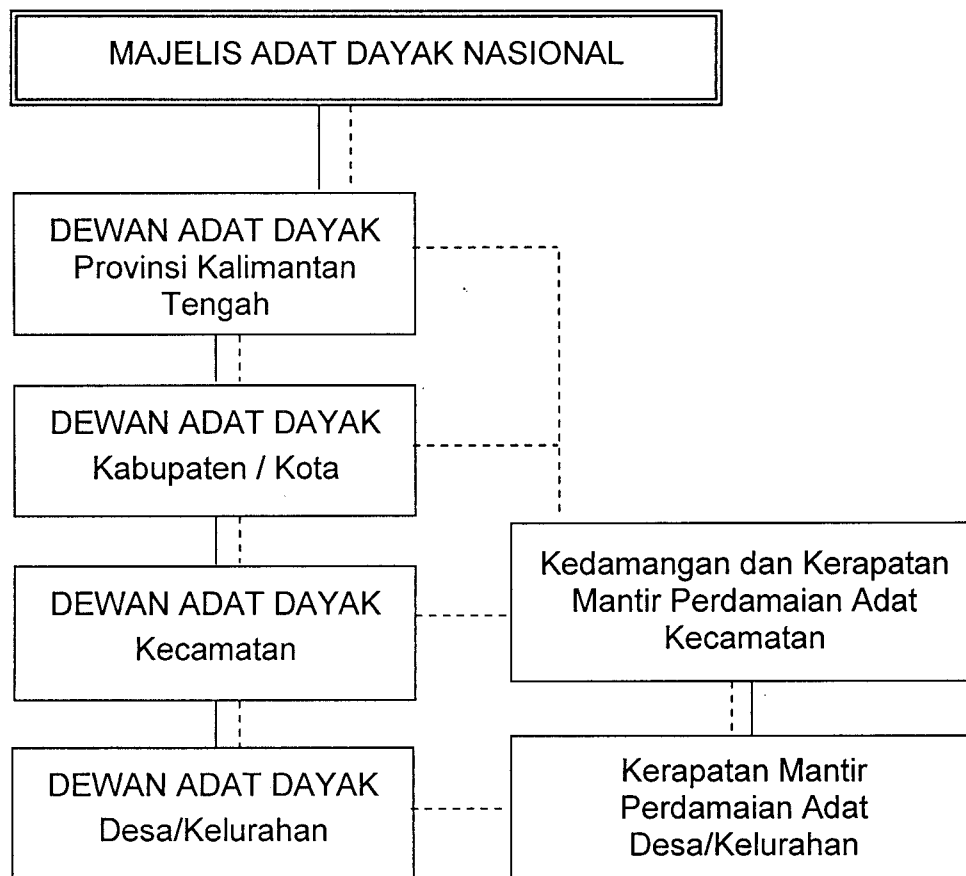 MAJELIS ADAT DAYAK NASIONAL
DEWAN ADAT DAYAK
Provinsi Kalimantan
Tengah
DEWAN ADAT DAYAK
Kabupaten / Kota
DEWAN ADAT DAYAK
Kecamatan
Kedamangan dan Kerapatan
Mantir Perdamaian Adat
Kecamatan
DEWAN ADAT DAYAK
Desa/Kelurahan
Kerapatan Mantir
Perdamaian Adat
Desa/Kelurahan